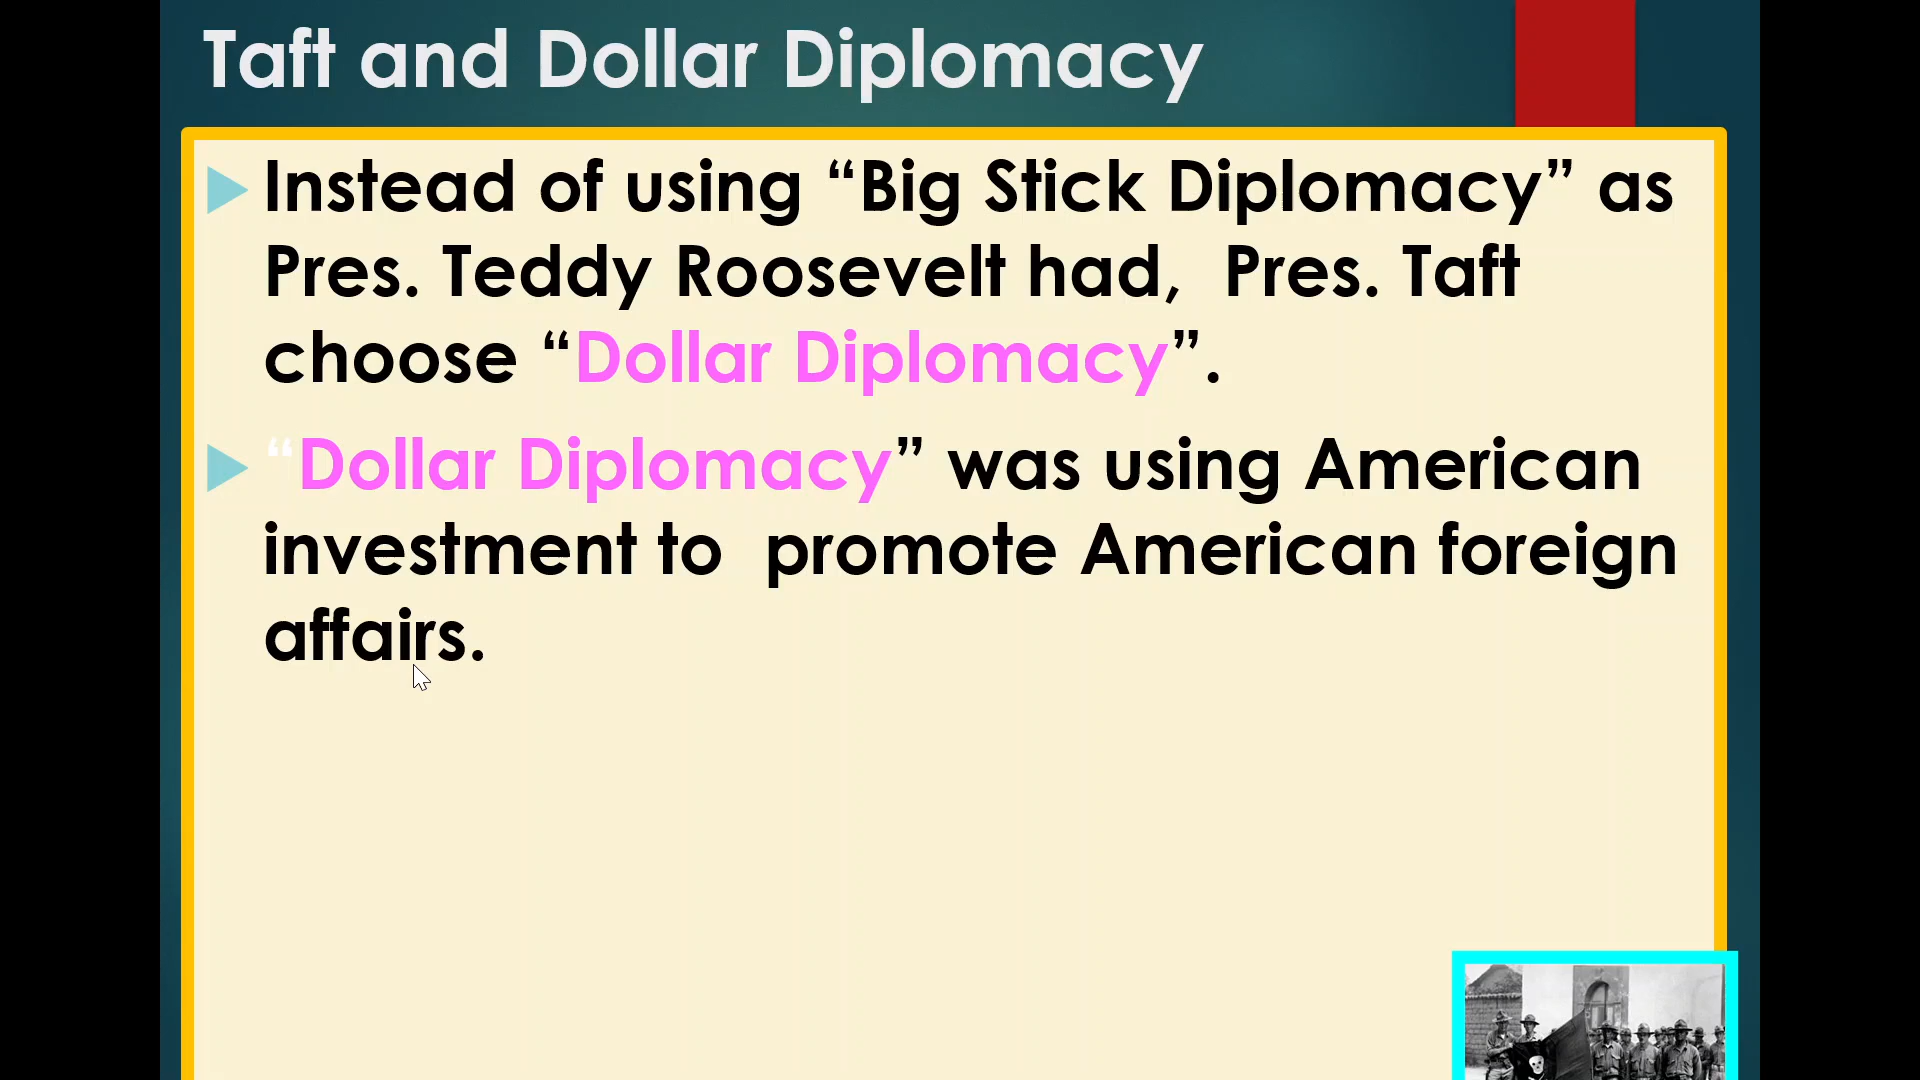 Taft and Dollar Diplomacy
Instead of using “Big Stick Diplomacy” as
Pres. Teddy Roosevelt had,  Pres. Taft
choose “Dollar Diplomacy”.
“Dollar Diplomacy” was using American
investment to  promote American foreign
affairs.